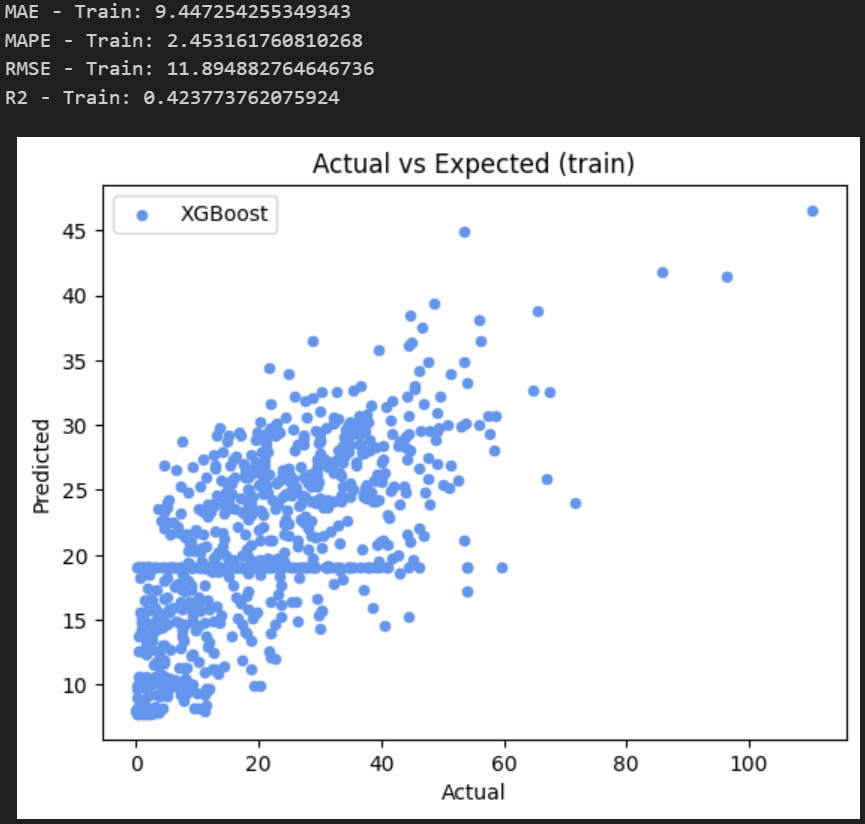 MAE - Train: 9.447254255349343
MAPE - Train: 2.453161760810268
RMSE - Train: 11.894882764646736
R2 - Train: 0.423773762075924
Actual vs Expected (train)
XGBoost
45
40
35
30
25
20
15
10
Predicted
0 20 40 60 80 100
Actual